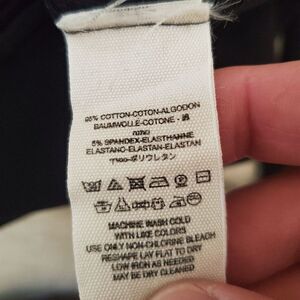 95% COTTON-COTON-ALGODON
BAUMWOLLE-COTONE - 綿
כותנה
5% SPANDEX-ELASTHANNE
ELASTANO-ELASTAN-ELASTAN
ポリウレタン
MACHINE WASH COLD
WITH LIKE COLORS
USE ONLY NON-CHLORINE BLEACH
RESHAPE LAY FLAT TO DRY
LOW IRON AS NEEDED
MAY BE DRY CLEANED